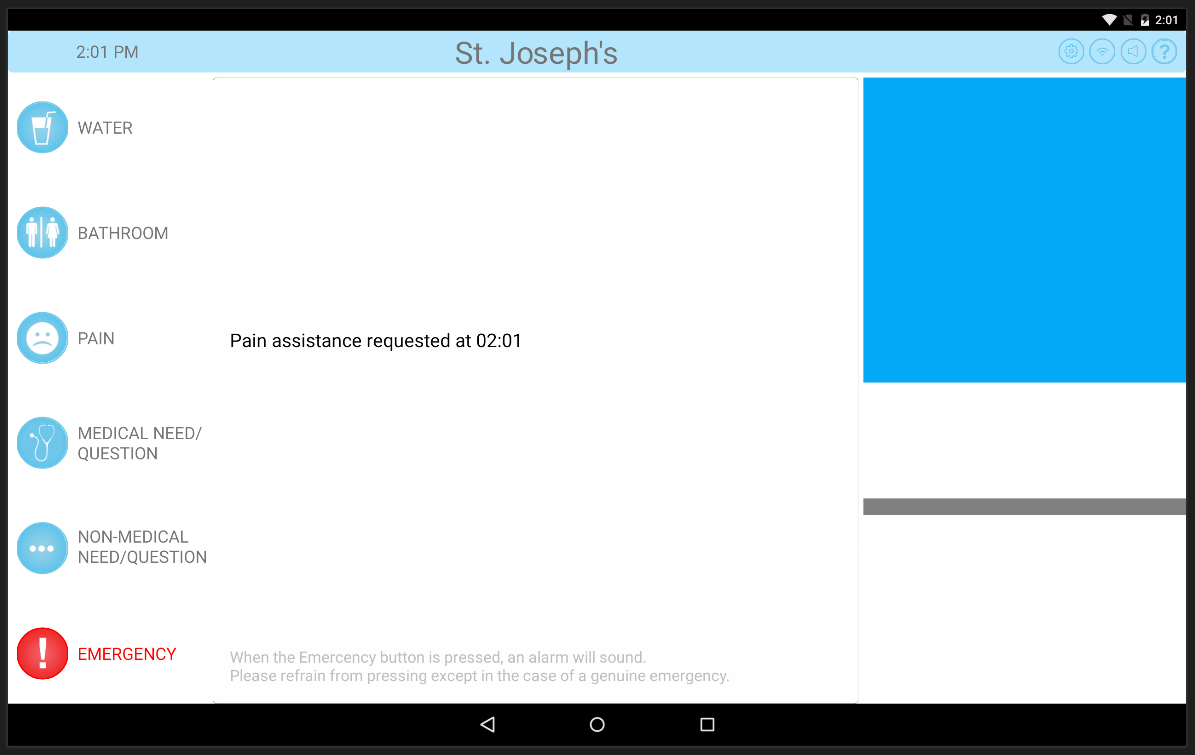 2:01
2:01 PM
St. Joseph's
?
WATER
BATHROOM
PAIN
Pain assistance requested at 02:01
MEDICAL NEED/
QUESTION
NON-MEDICAL
NEED/QUESTION
!
EMERGENCY
When the Emercency button is pressed, an alarm will sound.
Please refrain from pressing except in the case of a genuine emergency.